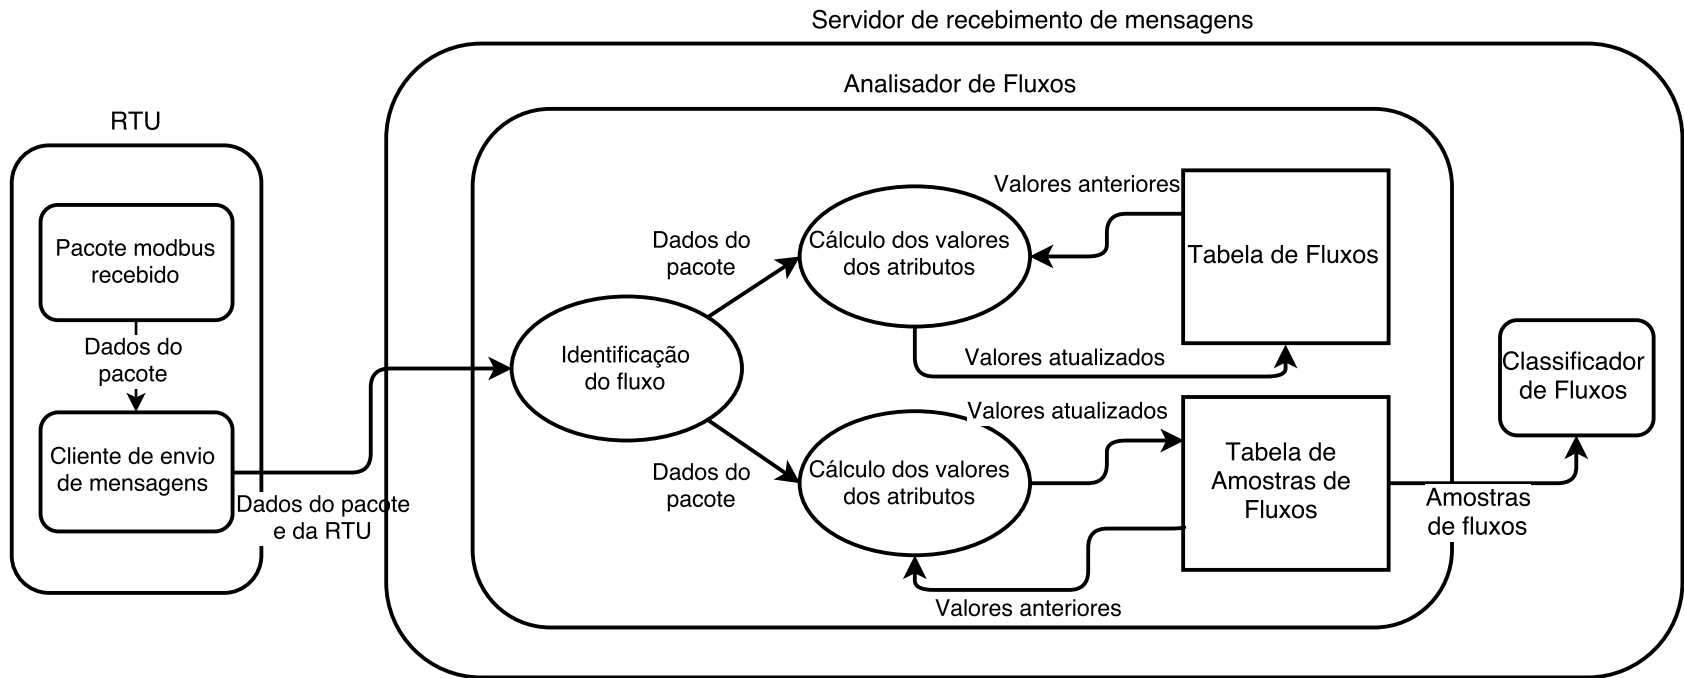 Servidor de recebimento de mensagens
Analisador de Fluxos
RTU
Pacote modbus
recebido
Dados do
pacote
Cliente de envio
de mensagens
Dados do pacote
e da RTU
Identificação
do fluxo
Dados do
pacote
Cálculo dos valores
dos atributos
Valores anteriores
Tabela de Fluxos
Valores atualizados
Dados do
pacote
Cálculo dos valores
dos atributos
Valores atualizados
Tabela de
Amostras de
Fluxos
Valores anteriores
Amostras
de fluxos
Classificador
de Fluxos